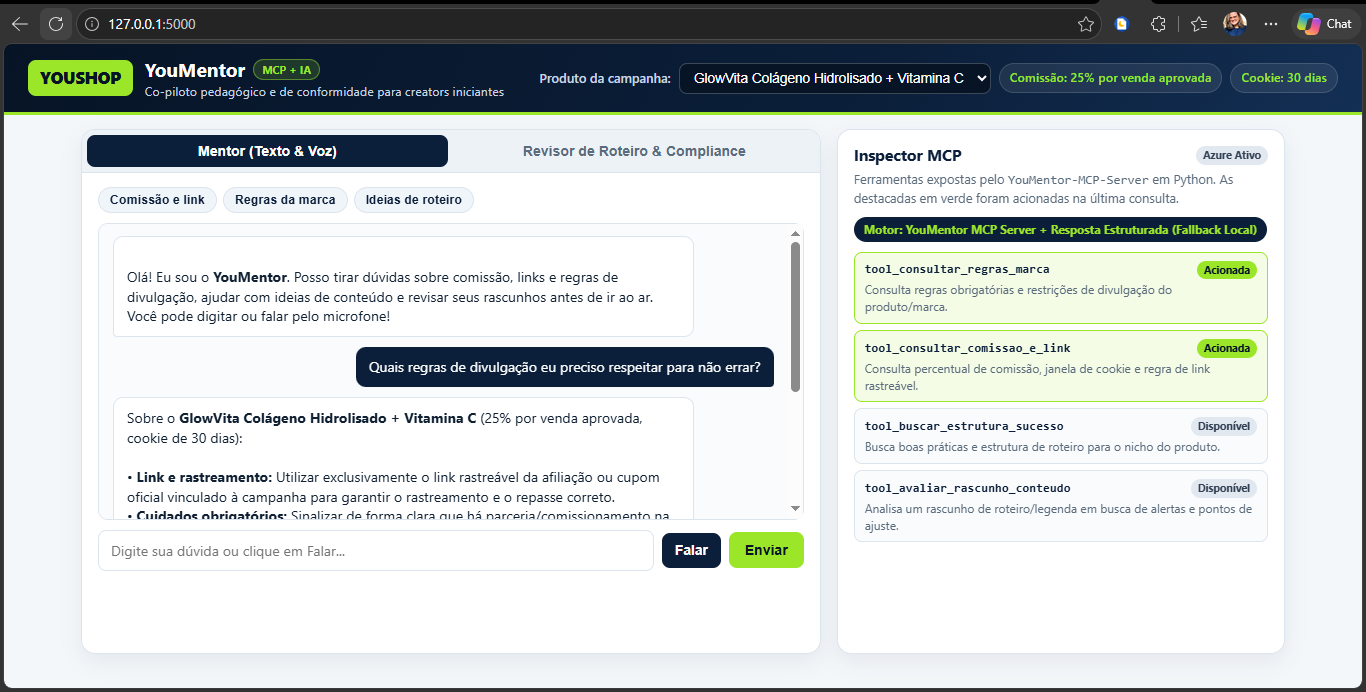 127.0.0.1:5000
Chat
YOUSHOP
YouMentor
MCP + IA
Co-piloto pedagógico e de conformidade para creators iniciantes
Produto da campanha:
GlowVita Colágeno Hidrolisado + Vitamina C
Comissão: 25% por venda aprovada
Cookie: 30 dias
Mentor (Texto & Voz)
Revisor de Roteiro & Compliance
Comissão e link
Regras da marca
Ideias de roteiro
Olá! Eu sou o YouMentor. Posso tirar dúvidas sobre comissão, links e regras de
divulgação, ajudar com ideias de conteúdo e revisar seus rascunhos antes de ir ao ar.
Você pode digitar ou falar pelo microfone!
Quais regras de divulgação eu preciso respeitar para não errar?
Sobre o GlowVita Colágeno Hidrolisado + Vitamina C (25% por venda aprovada,
cookie de 30 dias):
• Link e rastreamento: Utilizar exclusivamente o link rastreável da afiliação ou cupom
oficial vinculado à campanha para garantir o rastreamento e o repasse correto.
• Cuidados obrigatórios: Sinalizar de forma clara que há parceria/comissionamento na
Digite sua dúvida ou clique em Falar...
Falar
Enviar
Inspector MCP
Azure Ativo
Ferramentas expostas pelo YouMentor-MCP-Server em Python. As
destacadas em verde foram acionadas na última consulta.
Motor: YouMentor MCP Server + Resposta Estruturada (Fallback Local)
tool_consultar_regras_marca
Acionada
Consulta regras obrigatórias e restrições de divulgação do
produto/marca.
tool_consultar_comissao_e_link
Acionada
Consulta percentual de comissão, janela de cookie e regra de link
rastreável.
tool_buscar_estrutura_sucesso
Disponível
Busca boas práticas e estrutura de roteiro para o nicho do produto.
tool_avaliar_rascunho_conteudo
Disponível
Analisa um rascunho de roteiro/legenda em busca de alertas e pontos de
ajuste.